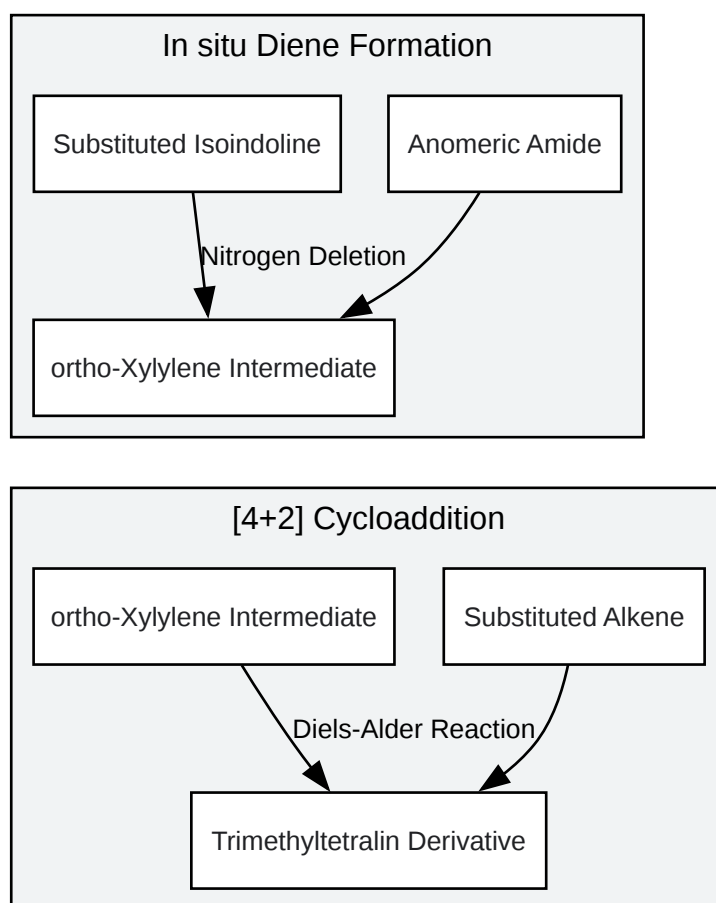 In situ Diene Formation
Substituted Isoindoline
Anomeric Amide
Nitrogen Deletion
ortho-Xylylene Intermediate
[4+2] Cycloaddition
ortho-Xylylene Intermediate
Substituted Alkene
Diels-Alder Reaction
Trimethyltetralin Derivative